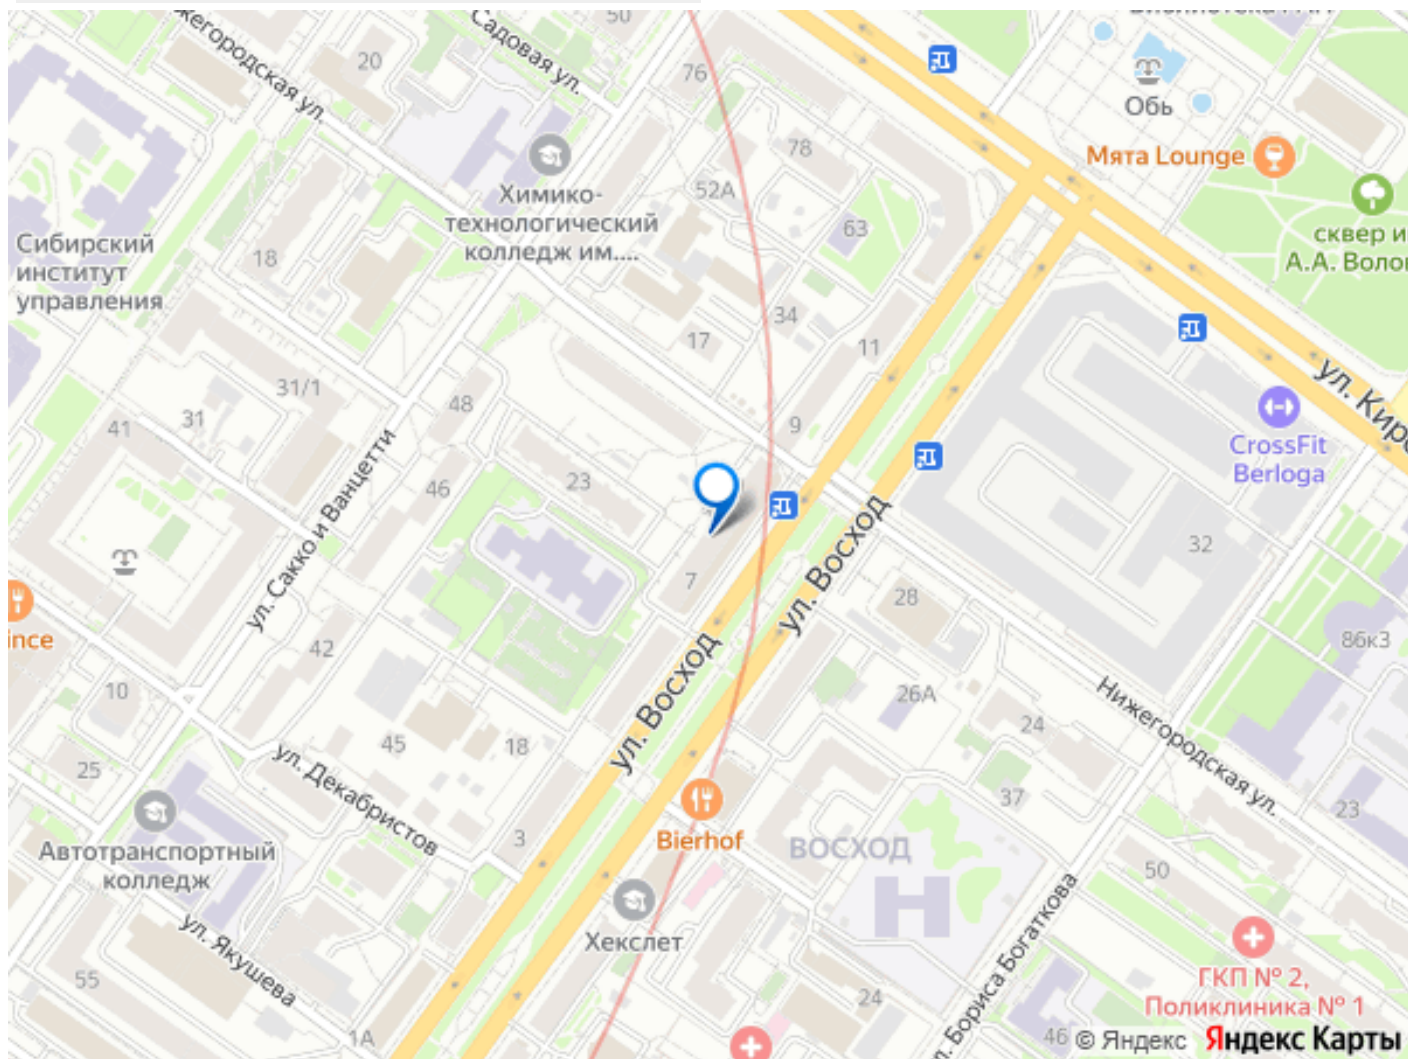 50
Садовая ул.
жегородская ул.
20
76
Обь
Мята Lounge
78
52А
Химико-
технологический
колледж им....
63
сквер и
А.А. Воло
Сибирский
институт
управления
18
34
17
11
ул. Киро
31/1
48
31
41
9
CrossFit
Berloga
ул. Сакко и Ванцетти
46
23
ул. Восход
32
7
28
ince
86к3
42
ул. Восход
10
26А
Нижегородская ул.
24
45
18
25
ул. Декабристов
37
23
3
Bierhof
ВОСХОД
Автотранспортный
колледж
50
ул. Якушева
Хекслет
л. Бориса Богаткова
55
ГКП № 2,
Поликлиника № 1
24
1А
46
© Яндекс Яндекс Карты